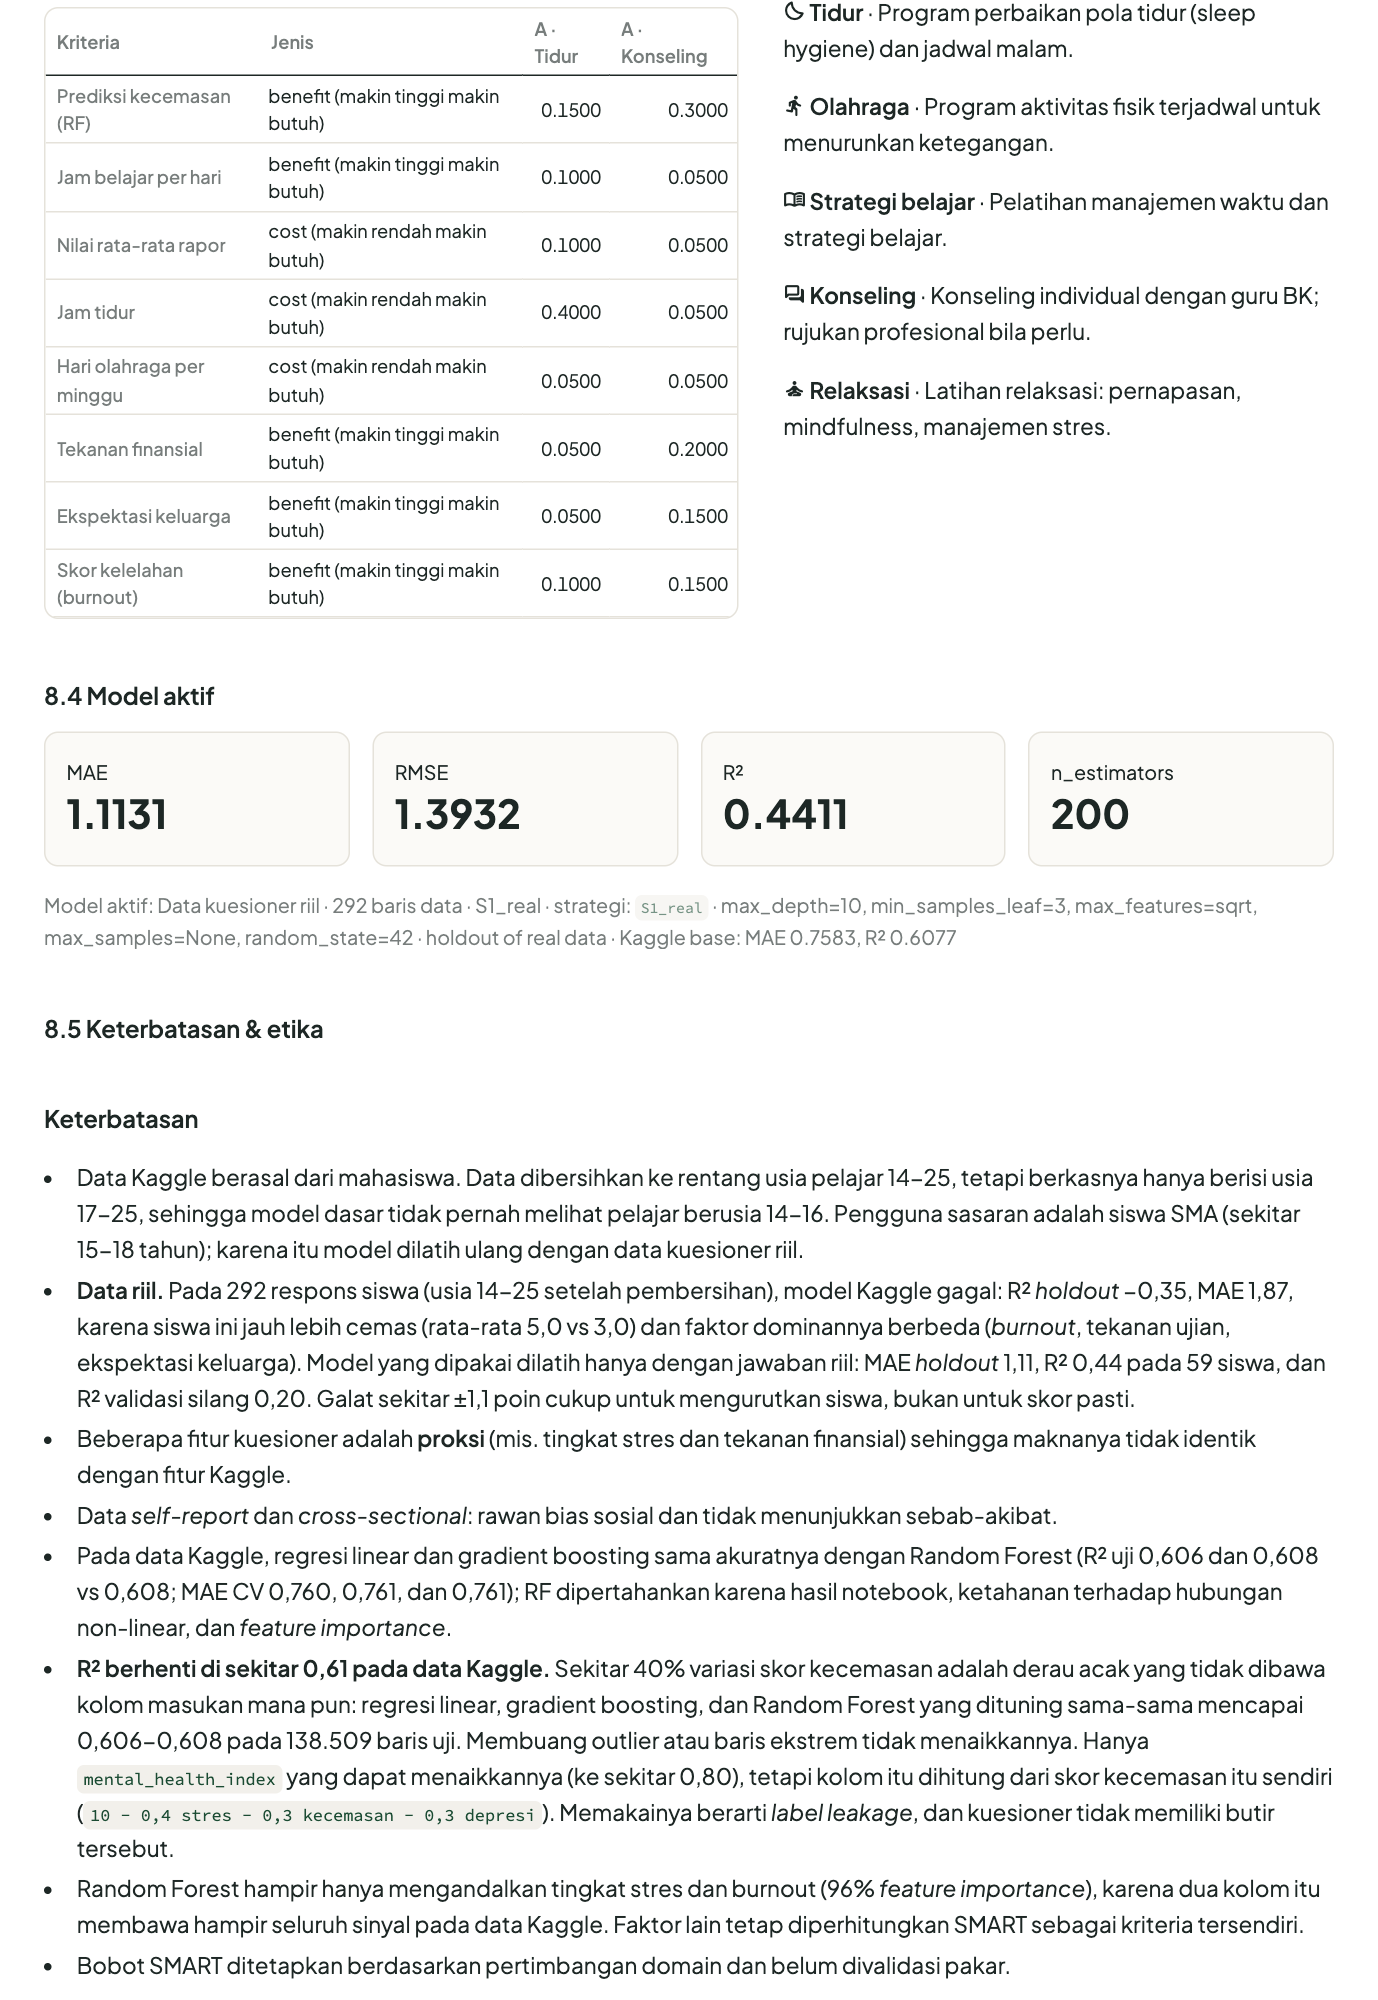 Kriteria Jenis A · Tidur A · Konseling
Prediksi kecemasan (RF) benefit (makin tinggi makin butuh) 0.1500 0.3000
Jam belajar per hari benefit (makin tinggi makin butuh) 0.1000 0.0500
Nilai rata-rata rapor cost (makin rendah makin butuh) 0.1000 0.0500
Jam tidur cost (makin rendah makin butuh) 0.4000 0.0500
Hari olahraga per minggu cost (makin rendah makin butuh) 0.0500 0.0500
Tekanan finansial benefit (makin tinggi makin butuh) 0.0500 0.2000
Ekspektasi keluarga benefit (makin tinggi makin butuh) 0.0500 0.1500
Skor kelelahan (burnout) benefit (makin tinggi makin butuh) 0.1000 0.1500
Tidur · Program perbaikan pola tidur (sleep
hygiene) dan jadwal malam.
Olahraga · Program aktivitas fisik terjadwal untuk
menurunkan ketegangan.
Strategi belajar · Pelatihan manajemen waktu dan
strategi belajar.
Konseling · Konseling individual dengan guru BK;
rujukan profesional bila perlu.
Relaksasi · Latihan relaksasi: pernapasan,
mindfulness, manajemen stres.
8.4 Model aktif
MAE
1.1131
RMSE
1.3932
R²
0.4411
n_estimators
200
Model aktif: Data kuesioner riil · 292 baris data · S1_real · strategi: S1_real · max_depth=10, min_samples_leaf=3, max_features=sqrt,
max_samples=None, random_state=42 · holdout of real data · Kaggle base: MAE 0.7583, R² 0.6077
8.5 Keterbatasan & etika
Keterbatasan
• Data Kaggle berasal dari mahasiswa. Data dibersihkan ke rentang usia pelajar 14–25, tetapi berkasnya hanya berisi usia
17–25, sehingga model dasar tidak pernah melihat pelajar berusia 14–16. Pengguna sasaran adalah siswa SMA (sekitar
15–18 tahun); karena itu model dilatih ulang dengan data kuesioner riil.
• Data riil. Pada 292 respons siswa (usia 14–25 setelah pembersihan), model Kaggle gagal: R² holdout −0,35, MAE 1,87,
karena siswa ini jauh lebih cemas (rata-rata 5,0 vs 3,0) dan faktor dominannya berbeda (burnout, tekanan ujian,
ekspektasi keluarga). Model yang dipakai dilatih hanya dengan jawaban riil: MAE holdout 1,11, R² 0,44 pada 59 siswa, dan
R² validasi silang 0,20. Galat sekitar ±1,1 poin cukup untuk mengurutkan siswa, bukan untuk skor pasti.
• Beberapa fitur kuesioner adalah proksi (mis. tingkat stres dan tekanan finansial) sehingga maknanya tidak identik
dengan fitur Kaggle.
• Data self-report dan cross-sectional: rawan bias sosial dan tidak menunjukkan sebab-akibat.
• Pada data Kaggle, regresi linear dan gradient boosting sama akuratnya dengan Random Forest (R² uji 0,606 dan 0,608
vs 0,608; MAE CV 0,760, 0,761, dan 0,761); RF dipertahankan karena hasil notebook, ketahanan terhadap hubungan
non-linear, dan feature importance.
• R² berhenti di sekitar 0,61 pada data Kaggle. Sekitar 40% variasi skor kecemasan adalah derau acak yang tidak dibawa
kolom masukan mana pun: regresi linear, gradient boosting, dan Random Forest yang dituning sama-sama mencapai
0,606–0,608 pada 138.509 baris uji. Membuang outlier atau baris ekstrem tidak menaikkannya. Hanya
mental_health_index yang dapat menaikkannya (ke sekitar 0,80), tetapi kolom itu dihitung dari skor kecemasan itu sendiri
(10 − 0,4 stres − 0,3 kecemasan − 0,3 depresi). Memakainya berarti label leakage, dan kuesioner tidak memiliki butir
tersebut.
• Random Forest hampir hanya mengandalkan tingkat stres dan burnout (96% feature importance), karena dua kolom itu
membawa hampir seluruh sinyal pada data Kaggle. Faktor lain tetap diperhitungkan SMART sebagai kriteria tersendiri.
• Bobot SMART ditetapkan berdasarkan pertimbangan domain dan belum divalidasi pakar.